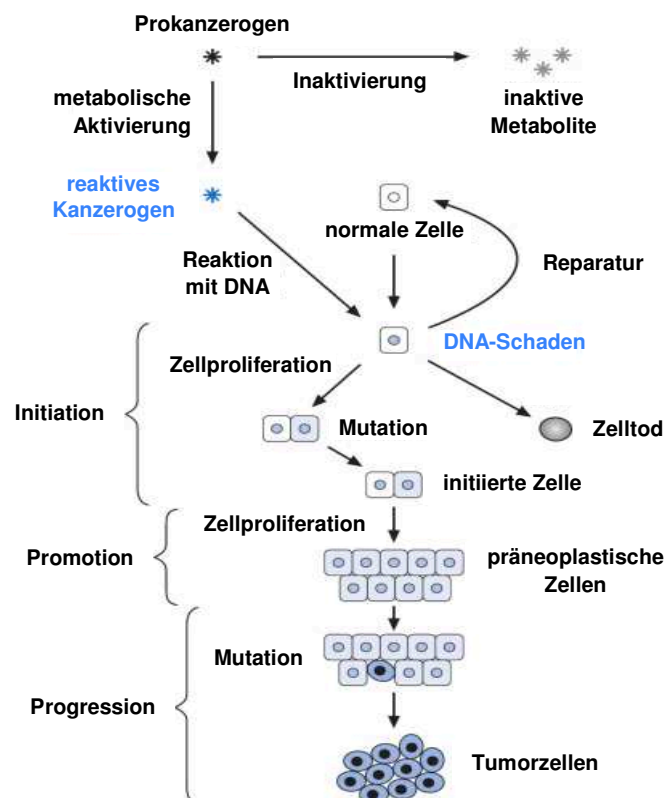 Prokanzerogen
Inaktivierung
metabolische
Aktivierung
inaktive
Metabolite
reaktives
Kanzerogen
normale Zelle
Reaktion
mit DNA
Reparatur
DNA-Schaden
Zellproliferation
Initiation
Mutation
Zelltod
initiierte Zelle
Zellproliferation
Promotion
präneoplastische
Zellen
Mutation
Progression
Tumorzellen